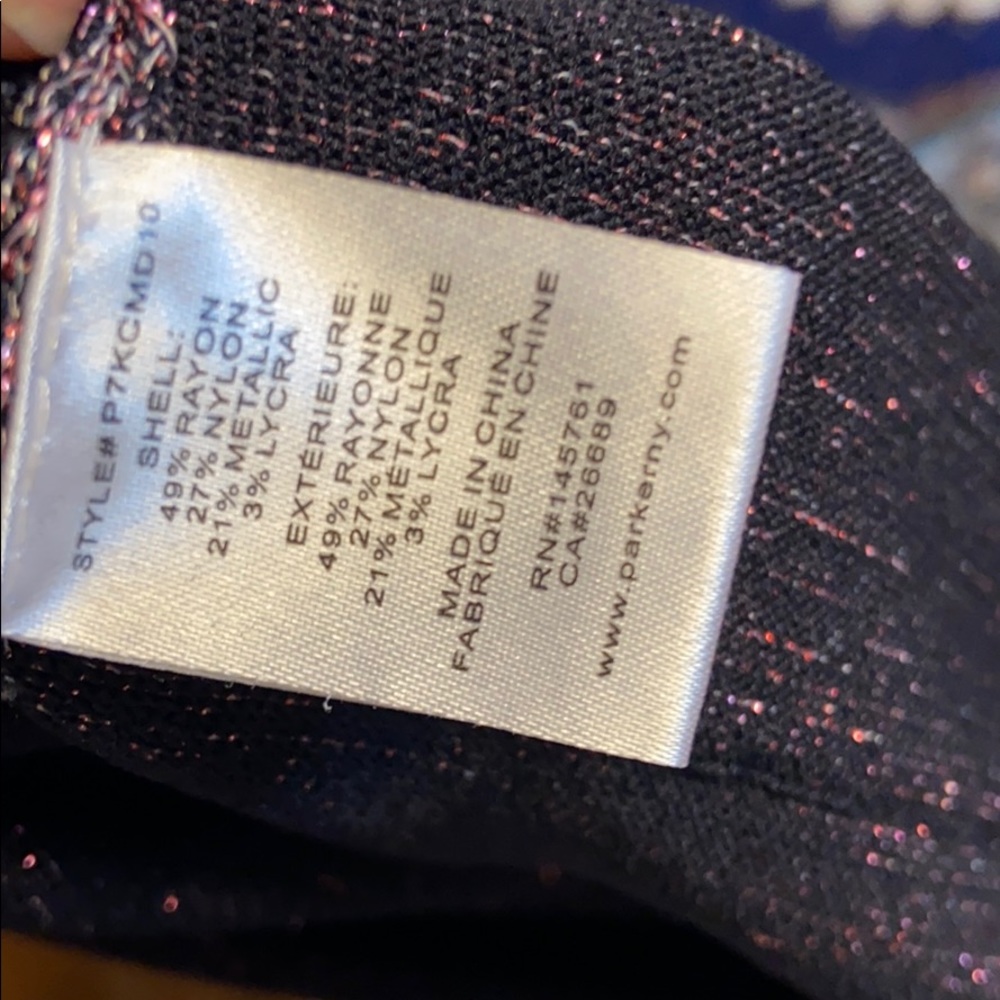 STYLE# P7KCMD10
SHELL:
49% RAYON
27% NYLON
21% METALLIC
3% LYCRA
EXTÉRIEURE:
49% RAYONNE
27% NYLON
21% MÉTALLIQUE
3% LYCRA
MADE IN CHINA
FABRIQUÉ EN CHINE
RN#145761
CA#26689
www.parkerny.com